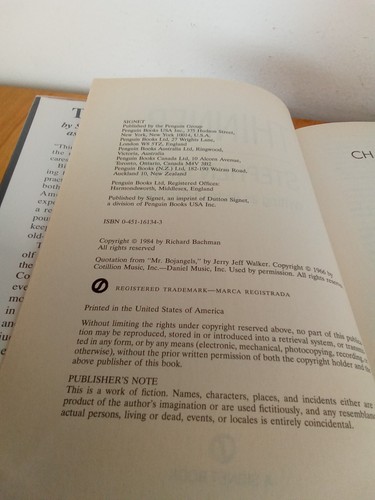 SIGNET
Published by the Penguin Group
Penguin Books USA Inc., 375 Hudson Street,
New York, New York 10014, U.S.A.
Penguin Books Ltd, 27 Wrights Lane,
London W8 5TZ, England
Penguin Books Australia Ltd, Ringwood,
Victoria, Australia
Penguin Books Canada Ltd, 10 Alcorn Avenue,
Toronto, Ontario, Canada M4V 3B2
Penguin Books (N.Z.) Ltd, 182-190 Wairau Road,
Auckland 10, New Zealand
Penguin Books Ltd, Registered Offices:
Harmondsworth, Middlesex, England
Published by Signet, an imprint of Dutton Signet,
a division of Penguin Books USA Inc.
ISBN 0-451-16134-3
Copyright © 1984 by Richard Bachman
All rights reserved
Quotation from "Mr. Bojangels," by Jerry Jeff Walker. Copyright © 1966 by
Cotillion Music, Inc.—Daniel Music, Inc. Used by permission. All rights
reserved.
REGISTERED TRADEMARK—MARCA REGISTRADA
Printed in the United States of America
Without limiting the rights under copyright reserved above, no part of this publica
tion may be reproduced, stored in or introduced into a retrieval system, or transmit
ted in any form, or by any means (electronic, mechanical, photocopying, recording, o
otherwise), without the prior written permission of both the copyright holder and the
above publisher of this book.
PUBLISHER'S NOTE
This is a work of fiction. Names, characters, places, and incidents either are
product of the author's imagination or are used fictitiously, and any resemblan
actual persons, living or dead, events, or locales is entirely coincidental.
CH